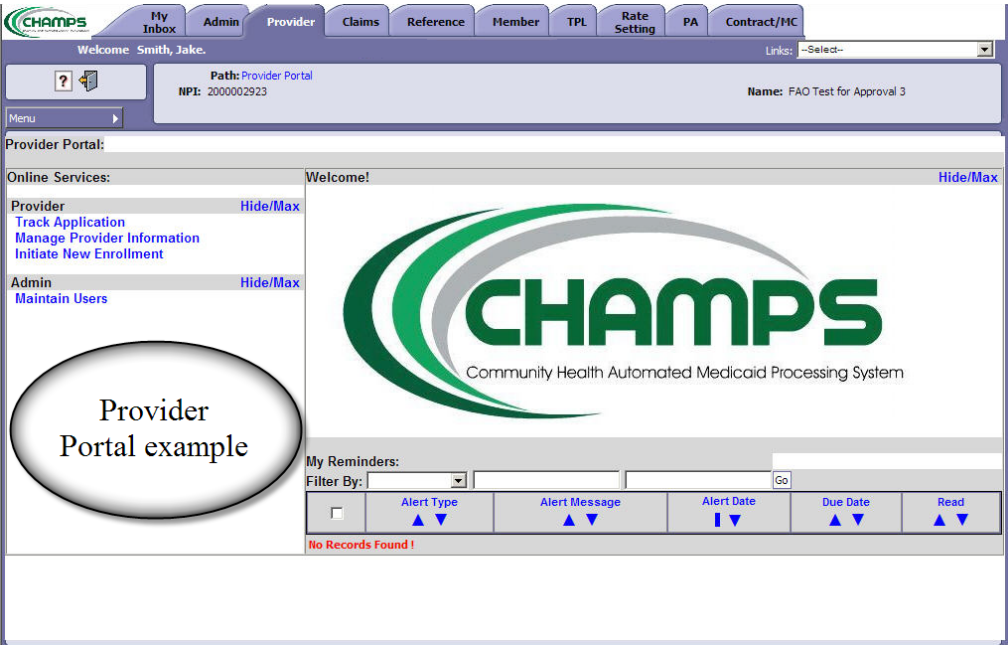 CHAMPS
My Inbox
Admin
Provider
Claims
Reference
Member
TPL
Rate Setting
PA
Contract/MC
Welcome Smith, Jake.
Links: --Select--
?
Path: Provider Portal
NPI: 2000002923
Name: FAO Test for Approval 3
Menu
Provider Portal:
Online Services:
Provider Hide/Max
Track Application
Manage Provider Information
Initiate New Enrollment
Admin Hide/Max
Maintain Users
Provider
Portal example
Welcome! Hide/Max
CHAMPS
Community Health Automated Medicaid Processing System
My Reminders:
Filter By: Go
Alert Type Alert Message Alert Date Due Date Read
No Records Found !